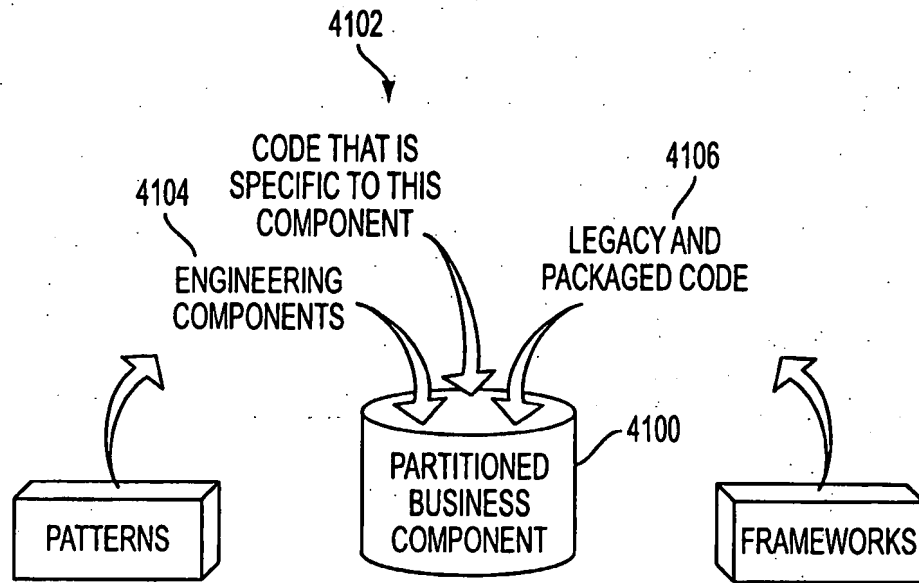 4102
CODE THAT IS
SPECIFIC TO THIS
COMPONENT
4104
ENGINEERING
COMPONENTS
4106
LEGACY AND
PACKAGED CODE
4100
PARTITIONED
BUSINESS
COMPONENT
PATTERNS
FRAMEWORKS